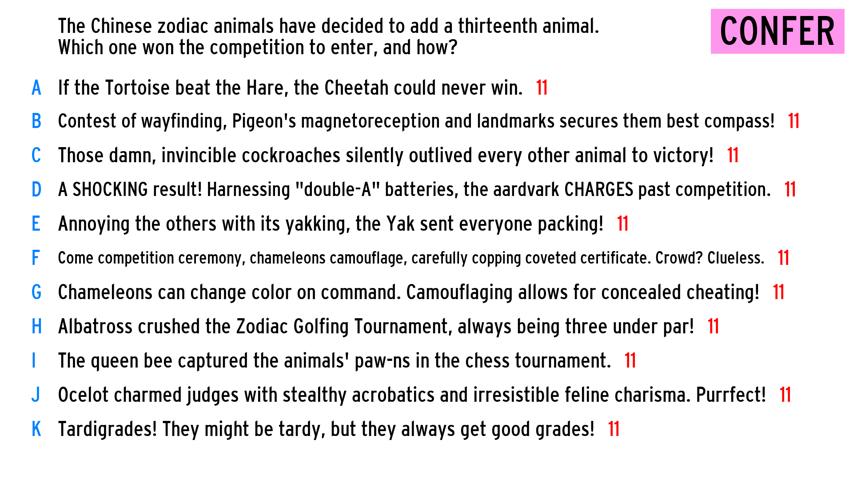 The Chinese zodiac animals have decided to add a thirteenth animal.
Which one won the competition to enter, and how?
CONFER
A If the Tortoise beat the Hare, the Cheetah could never win. 11
B Contest of wayfinding, Pigeon's magnetoreception and landmarks secures them best compass! 11
C Those damn, invincible cockroaches silently outlived every other animal to victory! 11
D A SHOCKING result! Harnessing "double-A" batteries, the aardvark CHARGES past competition. 11
E Annoying the others with its yakking, the Yak sent everyone packing! 11
F Come competition ceremony, chameleons camouflage, carefully copping coveted certificate. Crowd? Clueless. 11
G Chameleons can change color on command. Camouflaging allows for concealed cheating! 11
H Albatross crushed the Zodiac Golfing Tournament, always being three under par! 11
I The queen bee captured the animals' paw-ns in the chess tournament. 11
J Ocelot charmed judges with stealthy acrobatics and irresistible feline charisma. Purrfect! 11
K Tardigrades! They might be tardy, but they always get good grades! 11